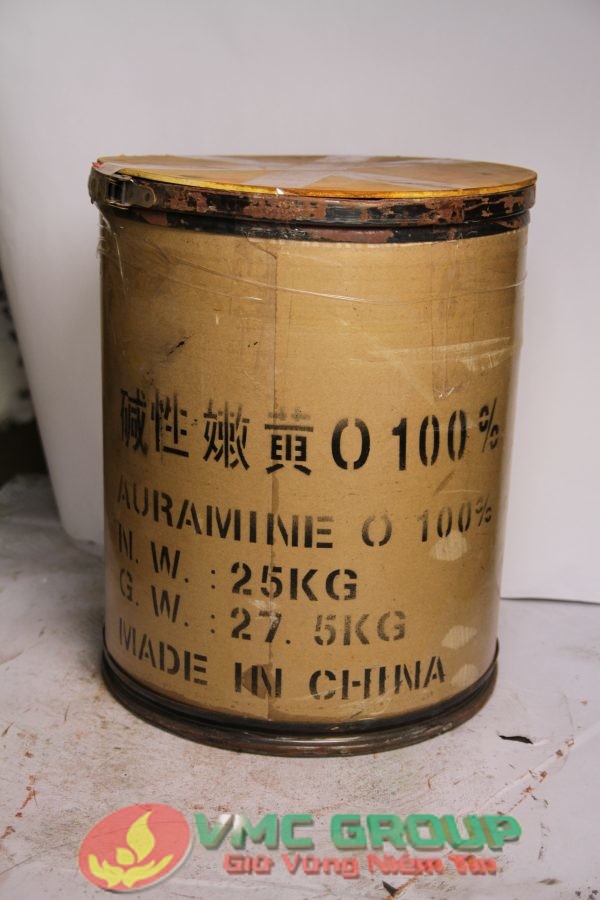 碱性嫩黄O 100%
AURAMINE O 100%
N.W.: 25KG
G.W.: 27.5KG
MADE IN CHINA
VMC GROUP
Giữ Vững Niềm Tin